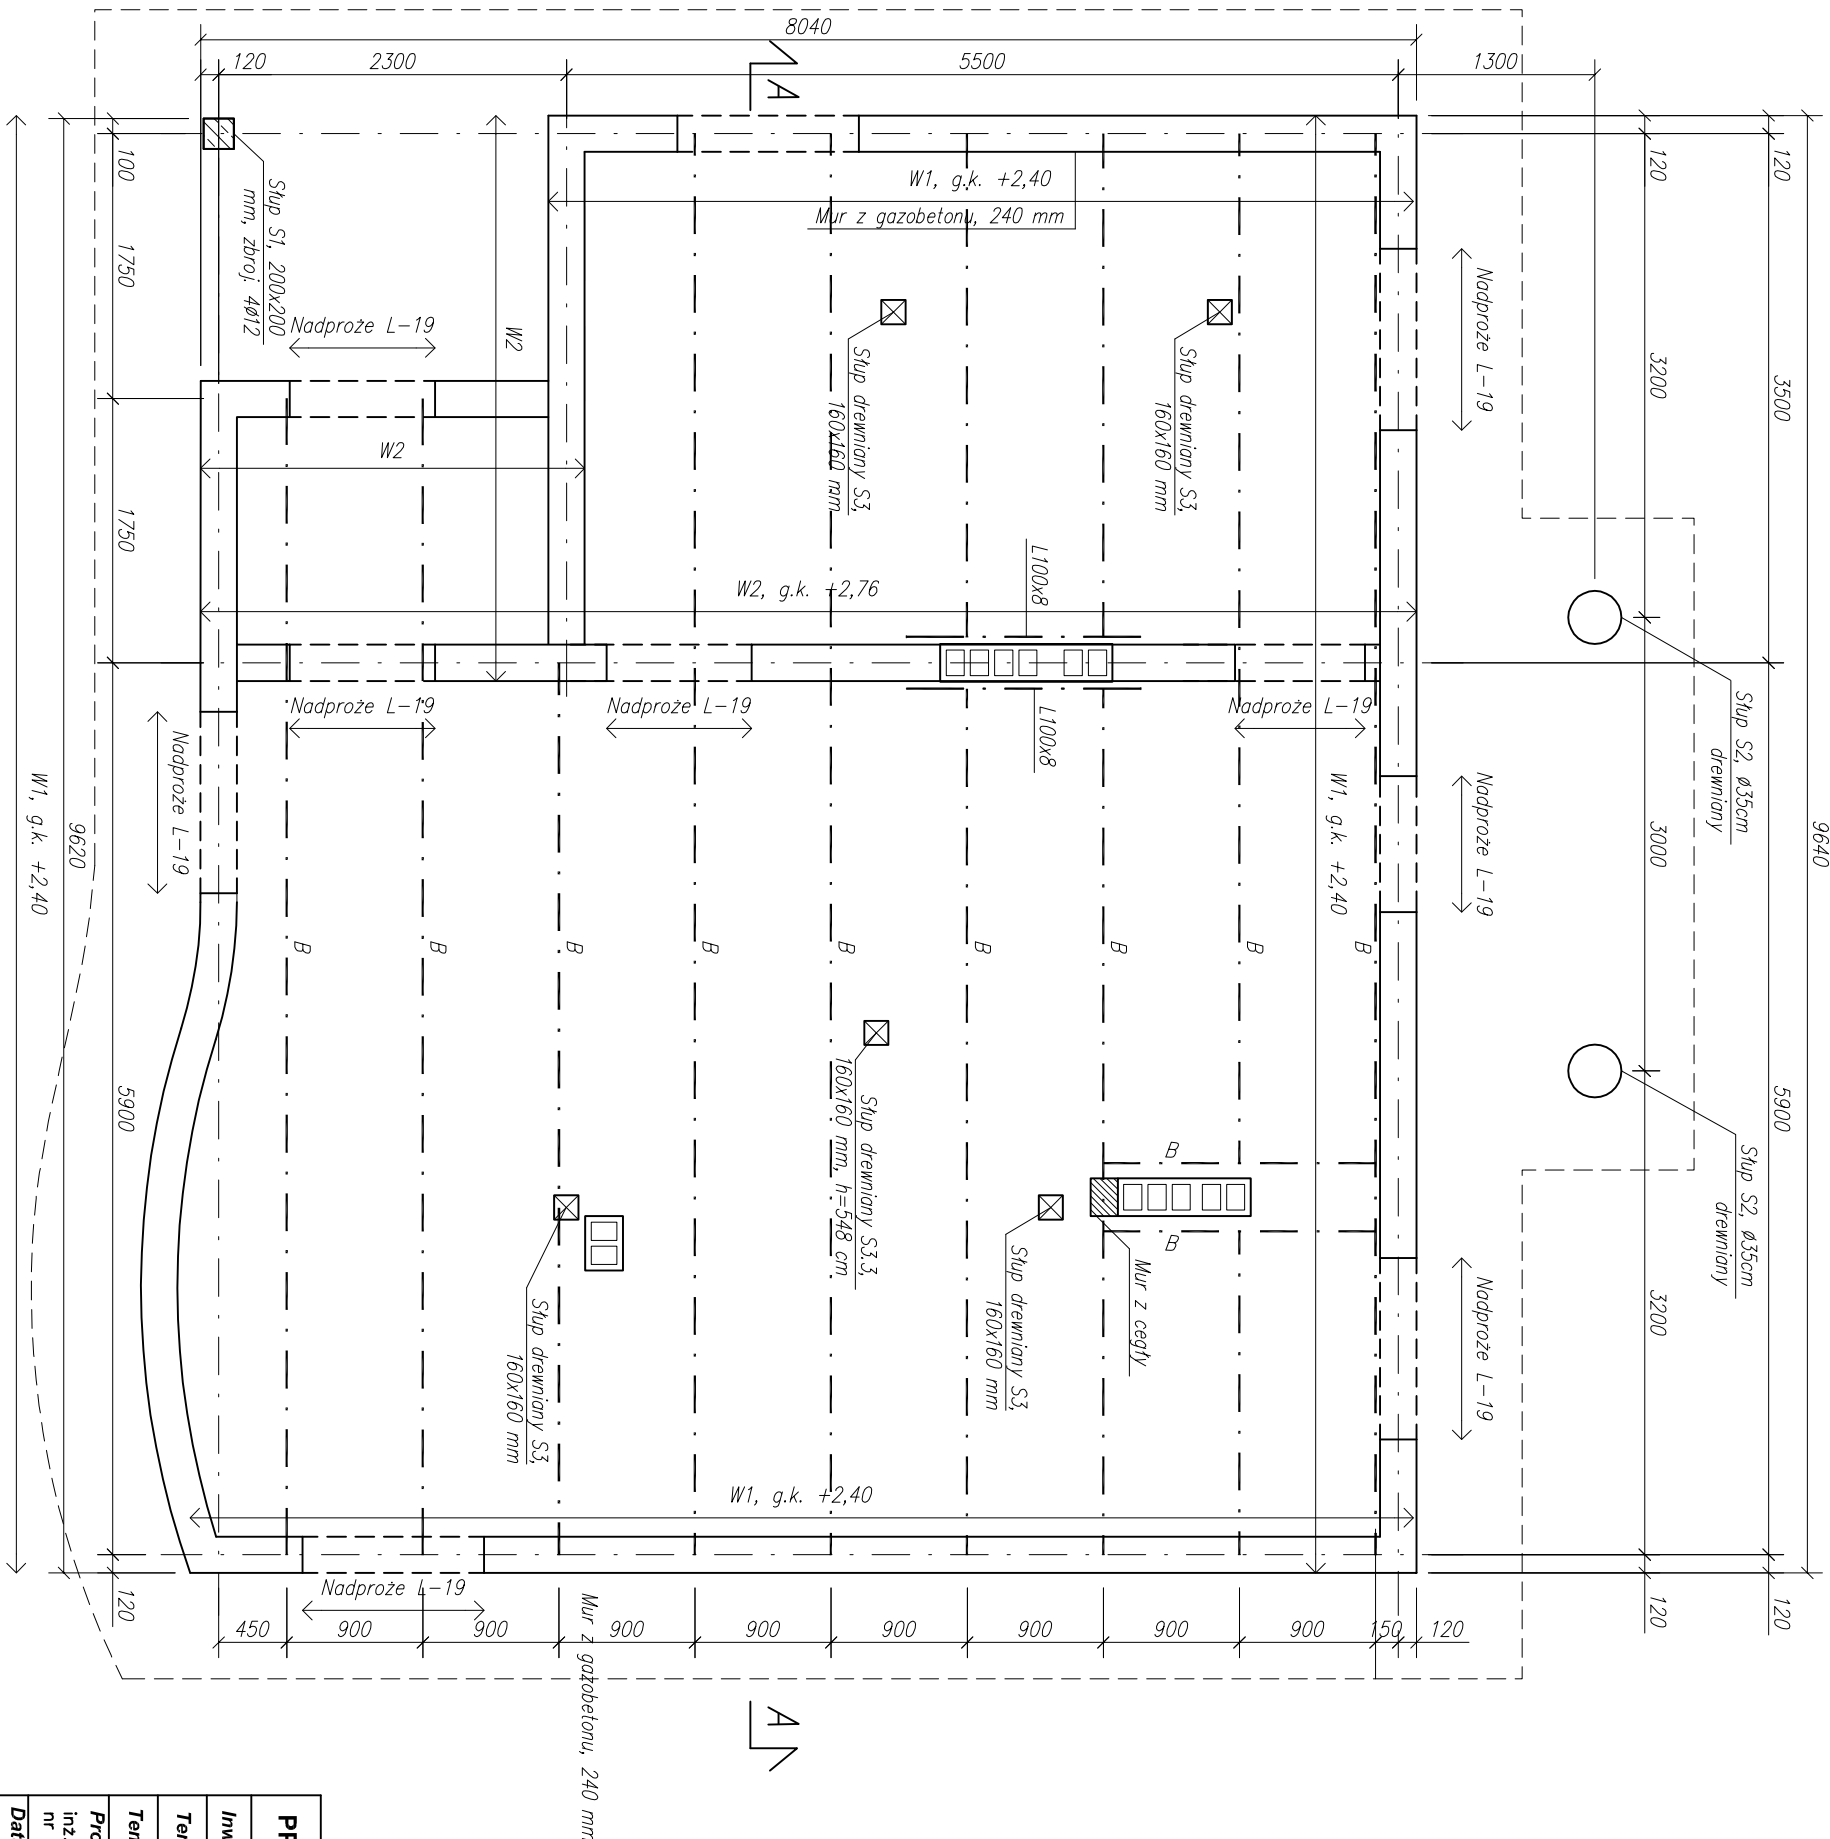 8040
120
2300
5500
1300
A
120
120
100
1750
1750
5900
120
9620
W1, g.k. +2,40
Słup S1, 200x200
mm, zbroj. 4ø12
Nadproże L-19
W2
W2
W1, g.k. +2,40
Mur z gazobetonu, 240 mm
Słup drewniany S3,
160x160 mm
Słup drewniany S3,
160x160 mm
Nadproże L-19
3200
3500
W2, g.k. +2,76
L100x8
L100x8
Nadproże L-19
Nadproże L-19
Nadproże L-19
Nadproże L-19
W1, g.k. +2,40
Nadproże L-19
Słup S2, ø35cm
drewniany
3000
9640
B
B
B
B
B
B
B
B
B
Słup drewniany S3.3,
160x160 mm, h=548 cm
B
B
Mur z cegły
Słup drewniany S3,
160x160 mm
Słup drewniany S3,
160x160 mm
Słup S2, ø35cm
drewniany
5900
3200
Nadproże L-19
W1, g.k. +2,40
Nadproże L-19
Mur z gazobetonu, 240 mm
450
900
900
900
900
900
900
900
900
150
120
120
120
A
Inw
Tem
Pro
inż.
nr
Dat